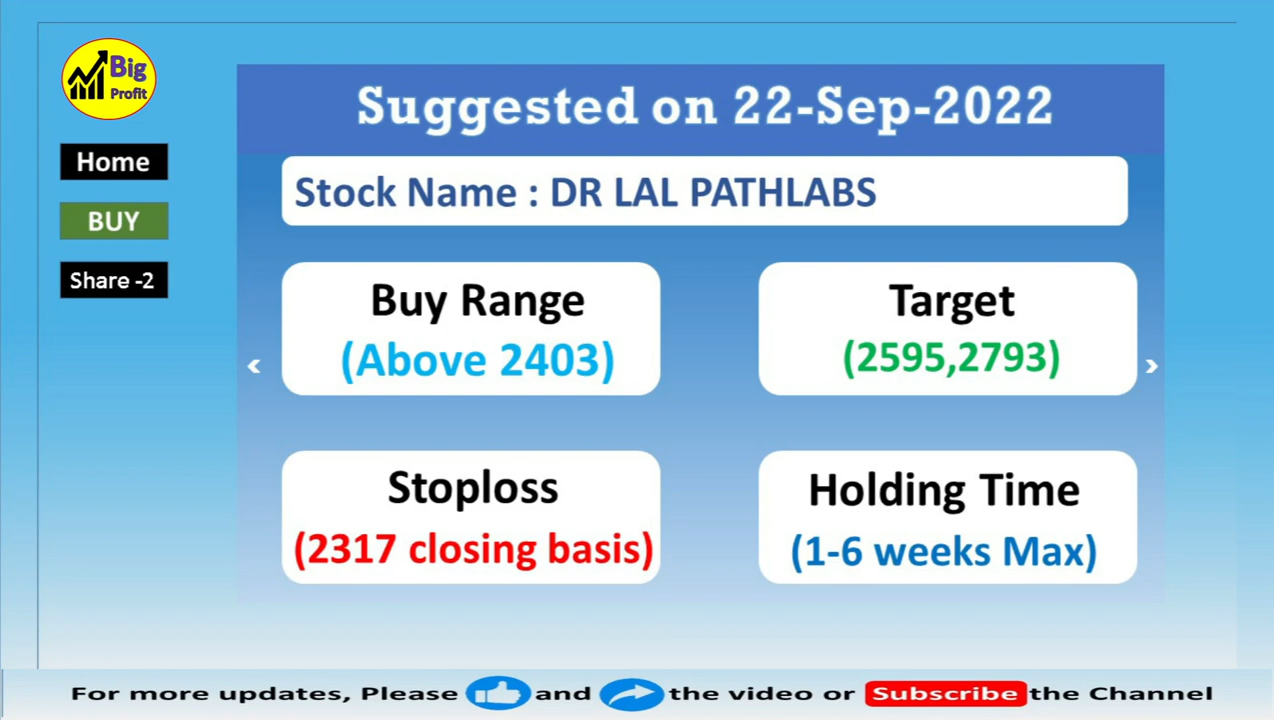 Big
Profit
Suggested on 22-Sep-2022
Home
Stock Name : DR LAL PATHLABS
BUY
Share -2
Buy Range
(Above 2403)
Target
(2595,2793)
Stoploss
(2317 closing basis)
Holding Time
(1-6 weeks Max)
For more updates, Please and the video or Subscribe the Channel